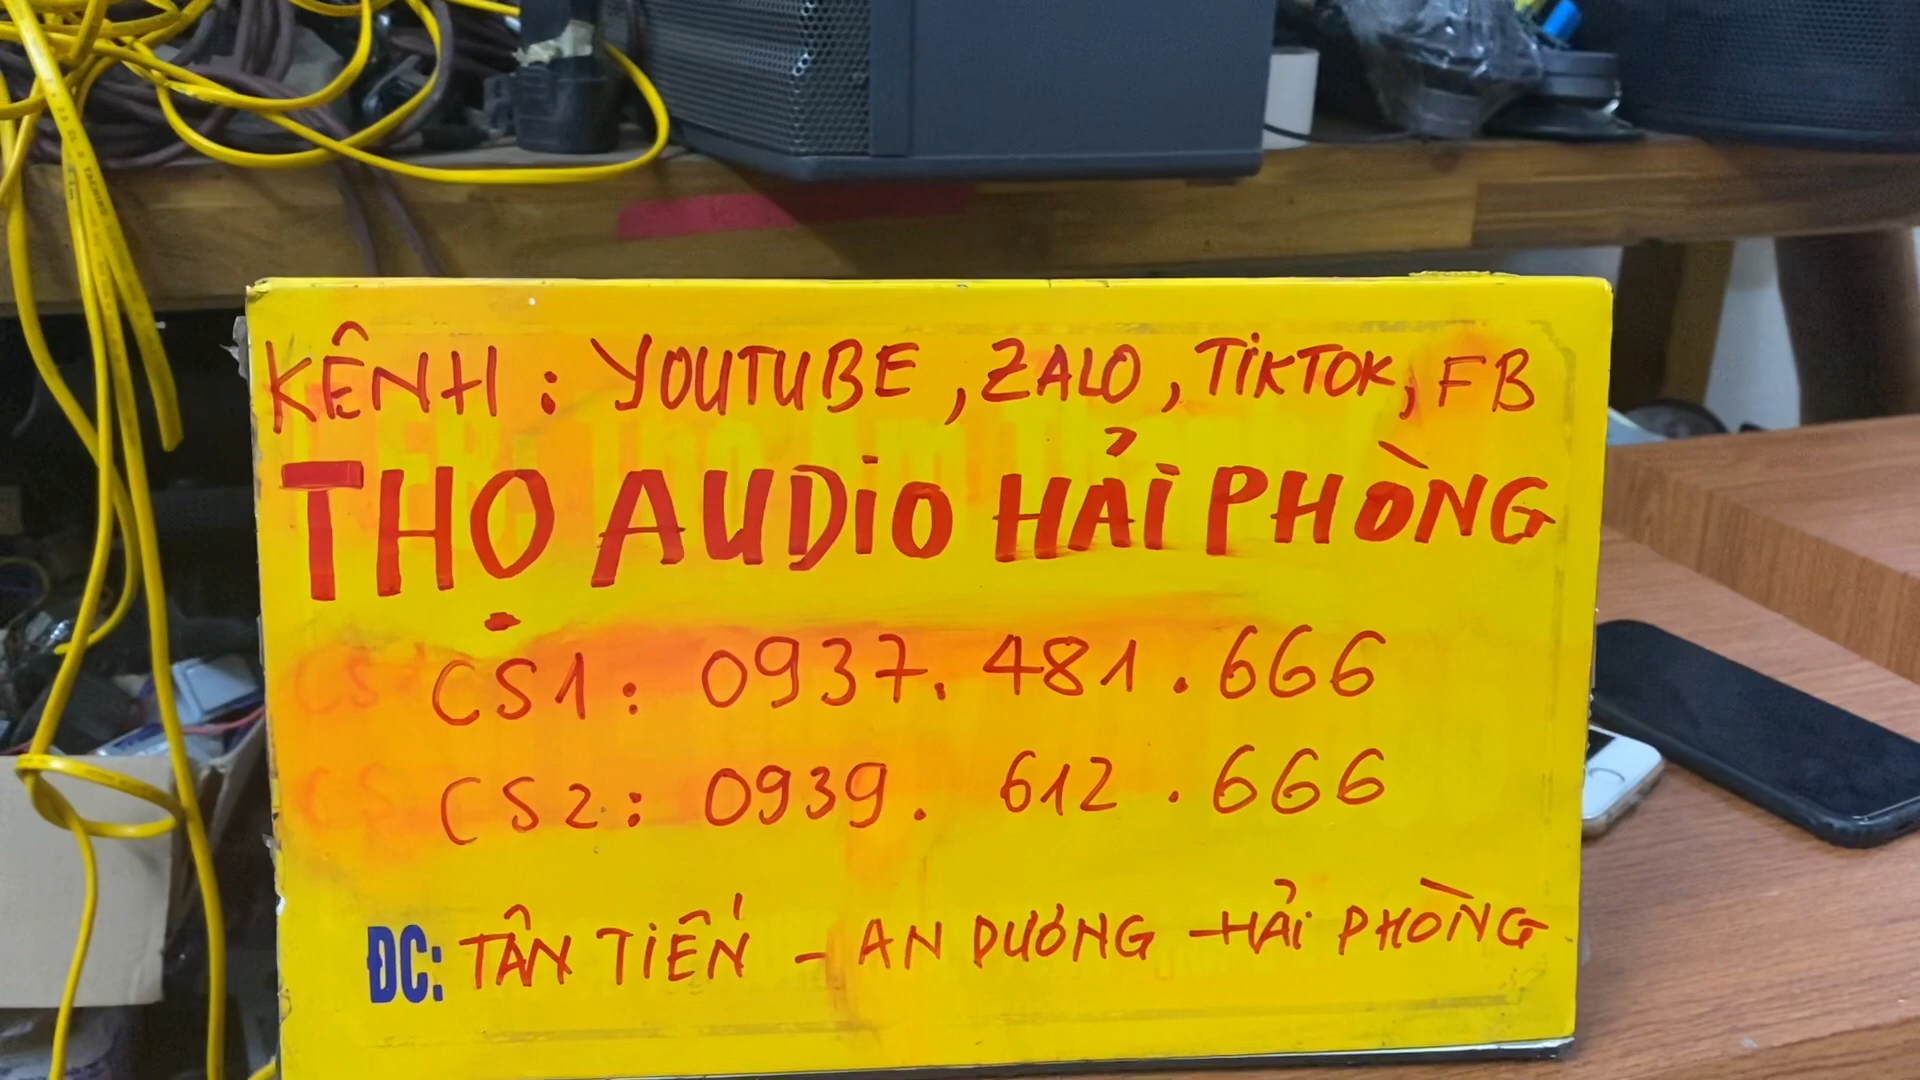 KÊNH : YOUTUBE , ZALO , TiKTOK , FB
THỌ AUDiO HẢi PHÒNG
CS1 : 0937. 481 . 666
CS2 : 0939 . 612 . 666
ĐC: TÂN TIẾN - AN DƯƠNG - HẢi PHÒNG